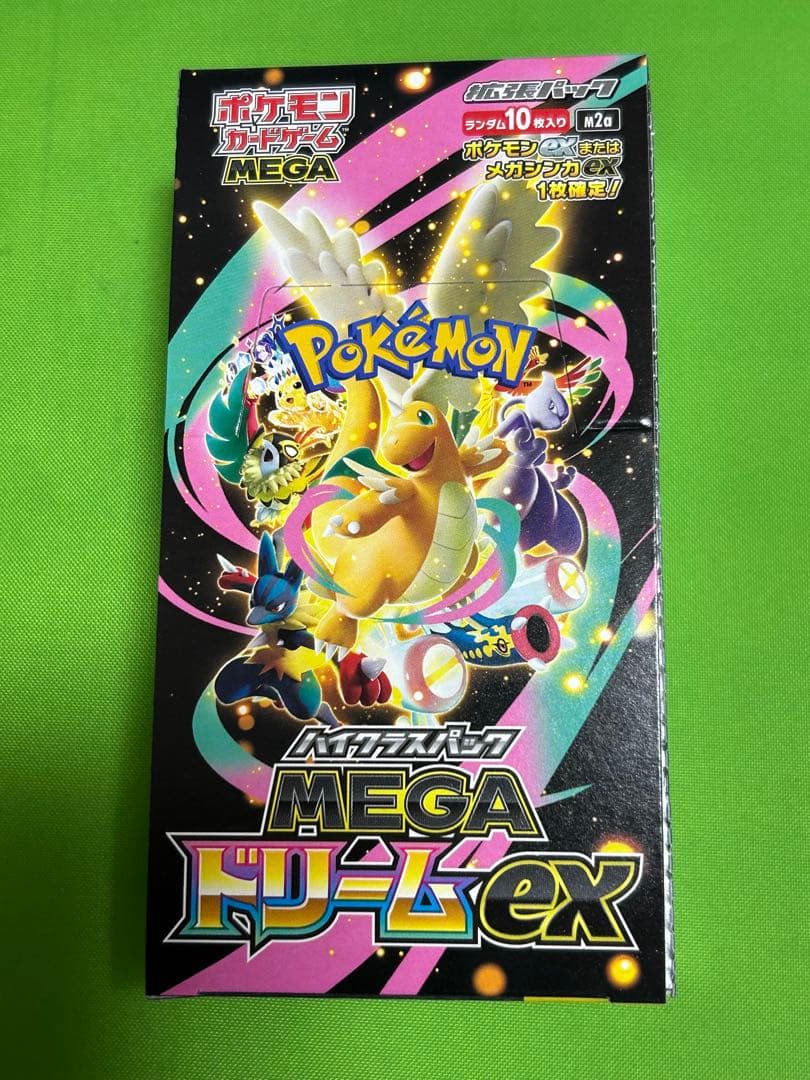 ポケモン
カードゲーム™
MEGA
拡張パック
ランダム10枚入り M2a
ポケモンexまたは
メガシンカex
1枚確定!
POKÉMON™
ハイクラスパック
MEGA
ドリームex